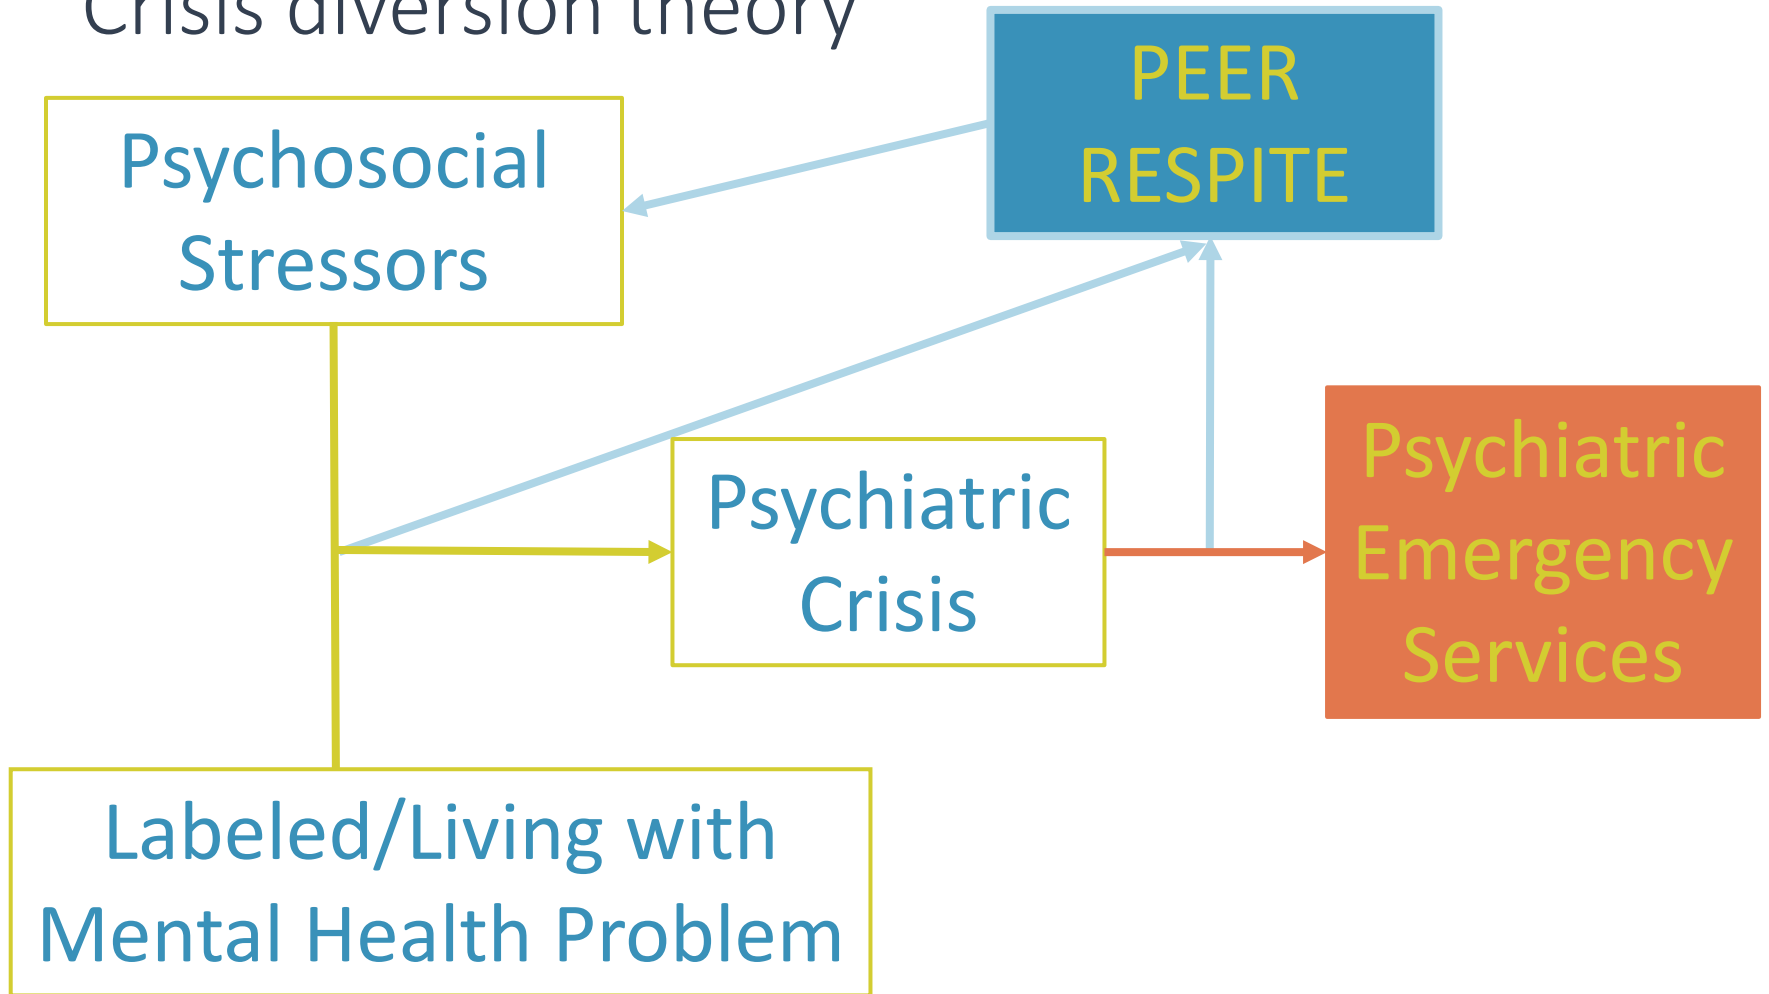 Crisis diversion theory
PEER
RESPITE
Psychosocial
Stressors
Psychiatric
Crisis
Psychiatric
Emergency
Services
Labeled/Living with
Mental Health Problem